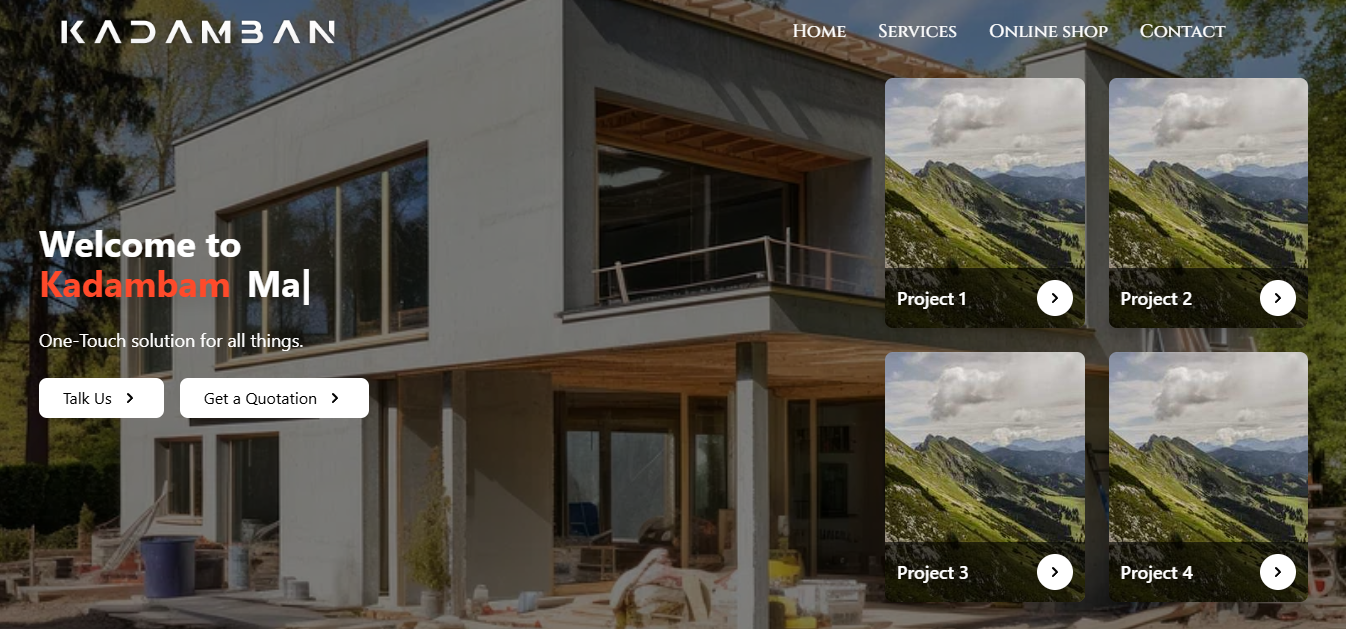 KADAMBAN
Home Services Online shop Contact
Welcome to
Kadambam Ma|
One-Touch solution for all things.
Talk Us Get a Quotation
Project 1
Project 2
Project 3
Project 4